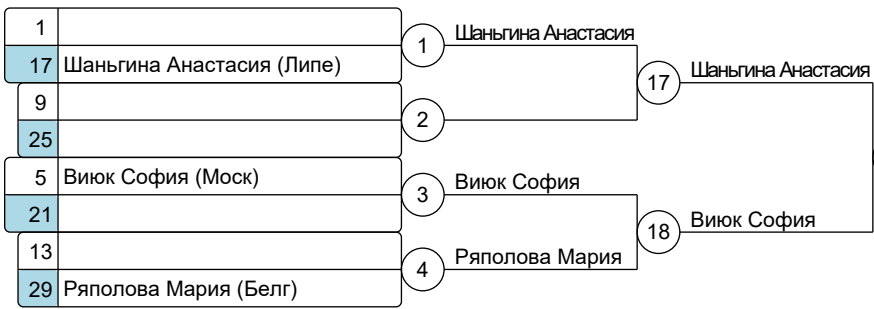 1
17 Шаньгина Анастасия (Липе)
1 Шаньгина Анастасия
9
25
2
17 Шаньгина Анастасия
5 Виюк София (Моск)
21
3 Виюк София
13
29 Ряполова Мария (Белг)
4 Ряполова Мария
18 Виюк София